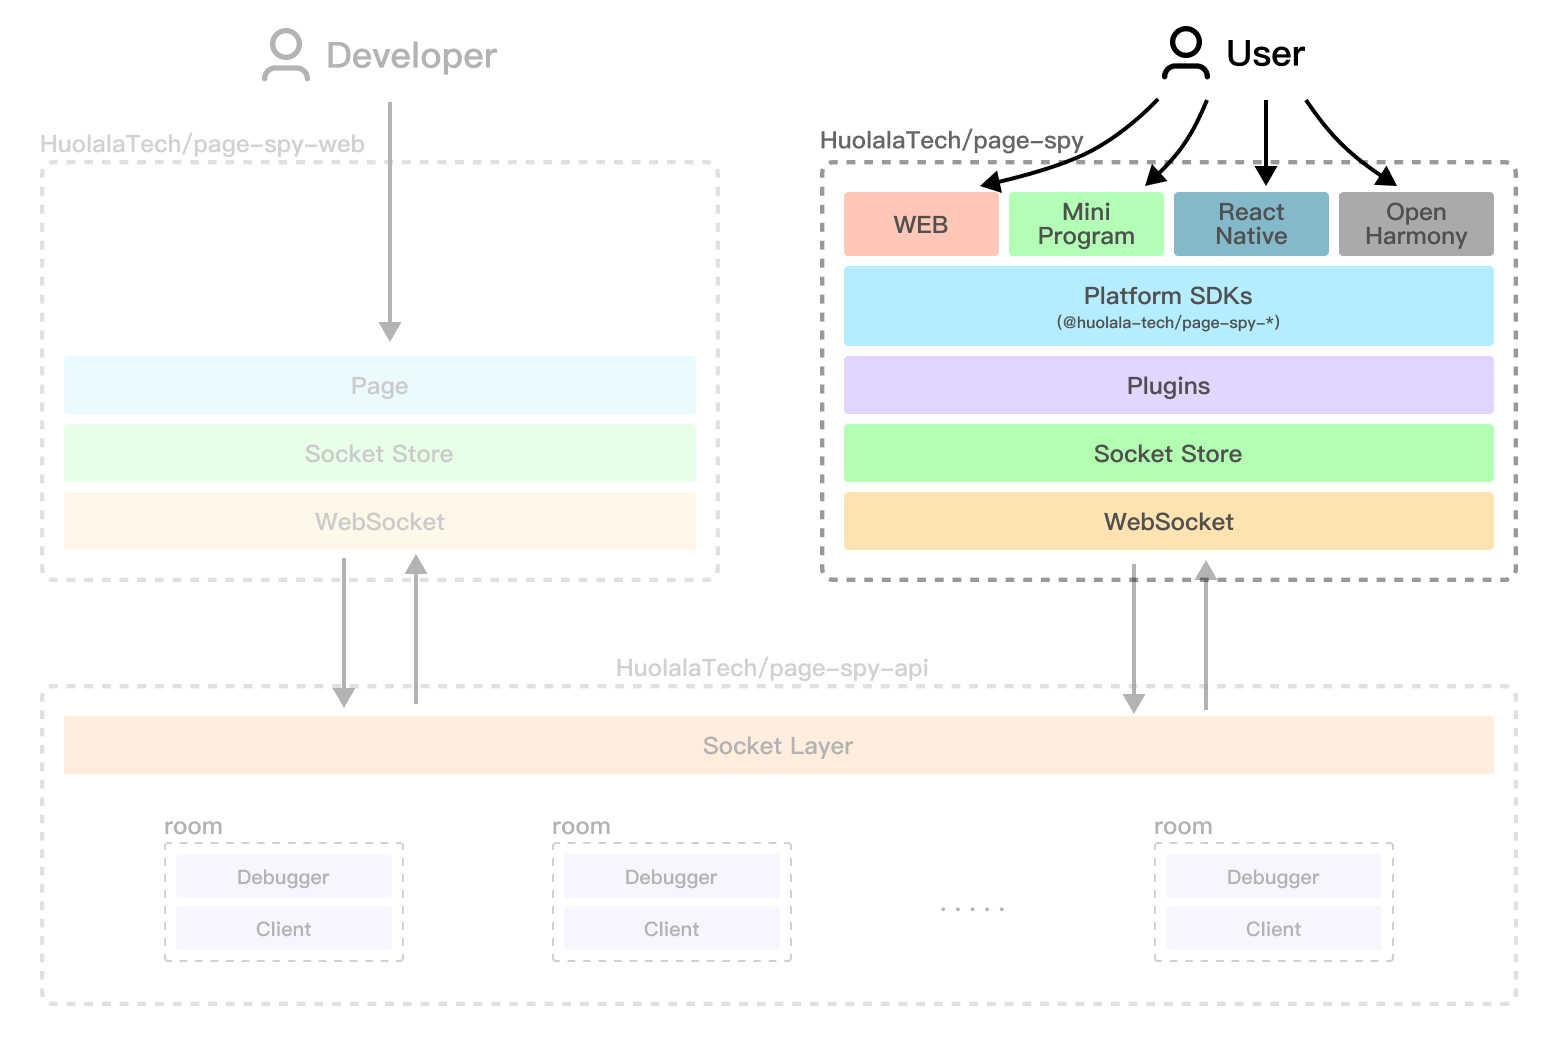 Developer
User
HuolalaTech/page-spy-web
HuolalaTech/page-spy
WEB
Mini
Program
React
Native
Open
Harmony
Platform SDKs
(@huolala-tech/page-spy-*)
Page
Plugins
Socket Store
Socket Store
WebSocket
WebSocket
HuolalaTech/page-spy-api
Socket Layer
room
room
room
Debugger
Debugger
Debugger
.....
Client
Client
Client